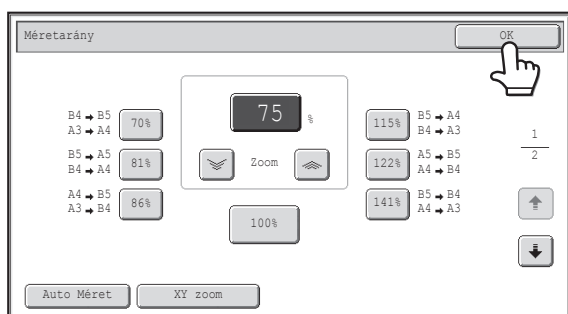 Méretarány
OK
B4 → B5
A3 → A4
70%
B5 → A5
B4 → A4
81%
A4 → B5
A3 → B4
86%
75 %
Zoom
100%
115%
B5 → A4
B4 → A3
122%
A5 → B5
A4 → B4
141%
B5 → B4
A4 → A3
1
2
Auto Méret
XY zoom